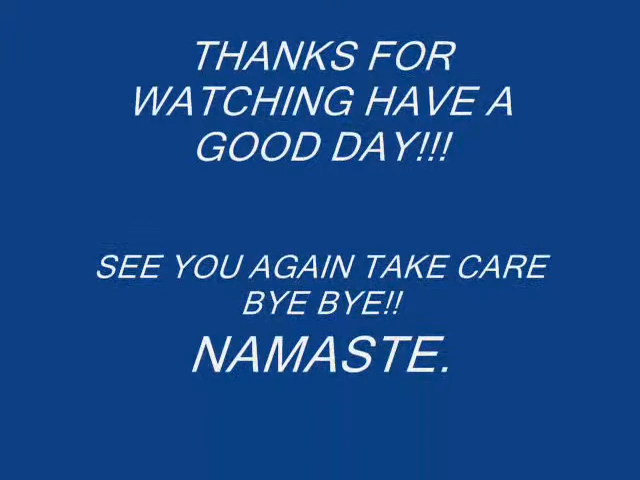 THANKS FOR
WATCHING HAVE A
GOOD DAY!!!
SEE YOU AGAIN TAKE CARE
BYE BYE!!
NAMASTE.